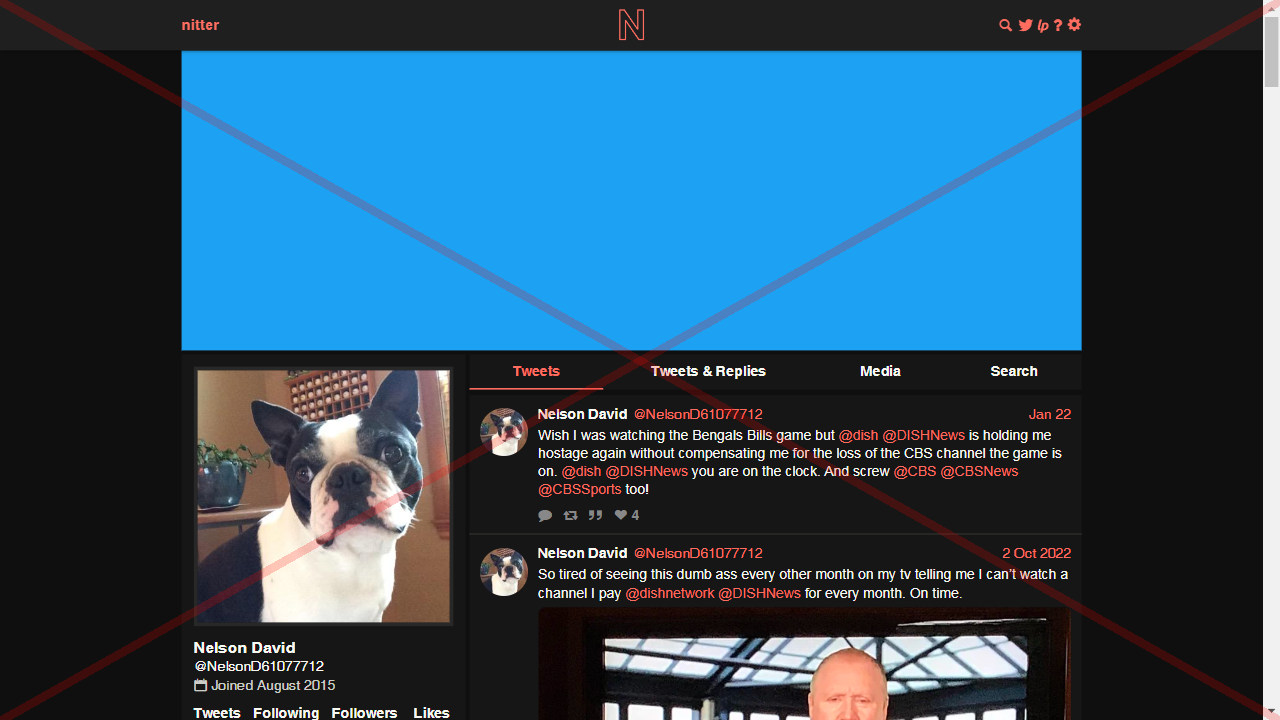 nitter
N
lp ?
Tweets
Tweets & Replies
Media
Search
Nelson David @NelsonD61077712
Jan 22
Wish I was watching the Bengals Bills game but @dish @DISHNews is holding me
hostage again without compensating me for the loss of the CBS channel the game is
on. @dish @DISHNews you are on the clock. And screw @CBS @CBSNews
@CBSSports too!
4
Nelson David @NelsonD61077712
2 Oct 2022
So tired of seeing this dumb ass every other month on my tv telling me I can't watch a
channel I pay @dishnetwork @DISHNews for every month. On time.
Nelson David
@NelsonD61077712
Joined August 2015
Tweets Following Followers Likes